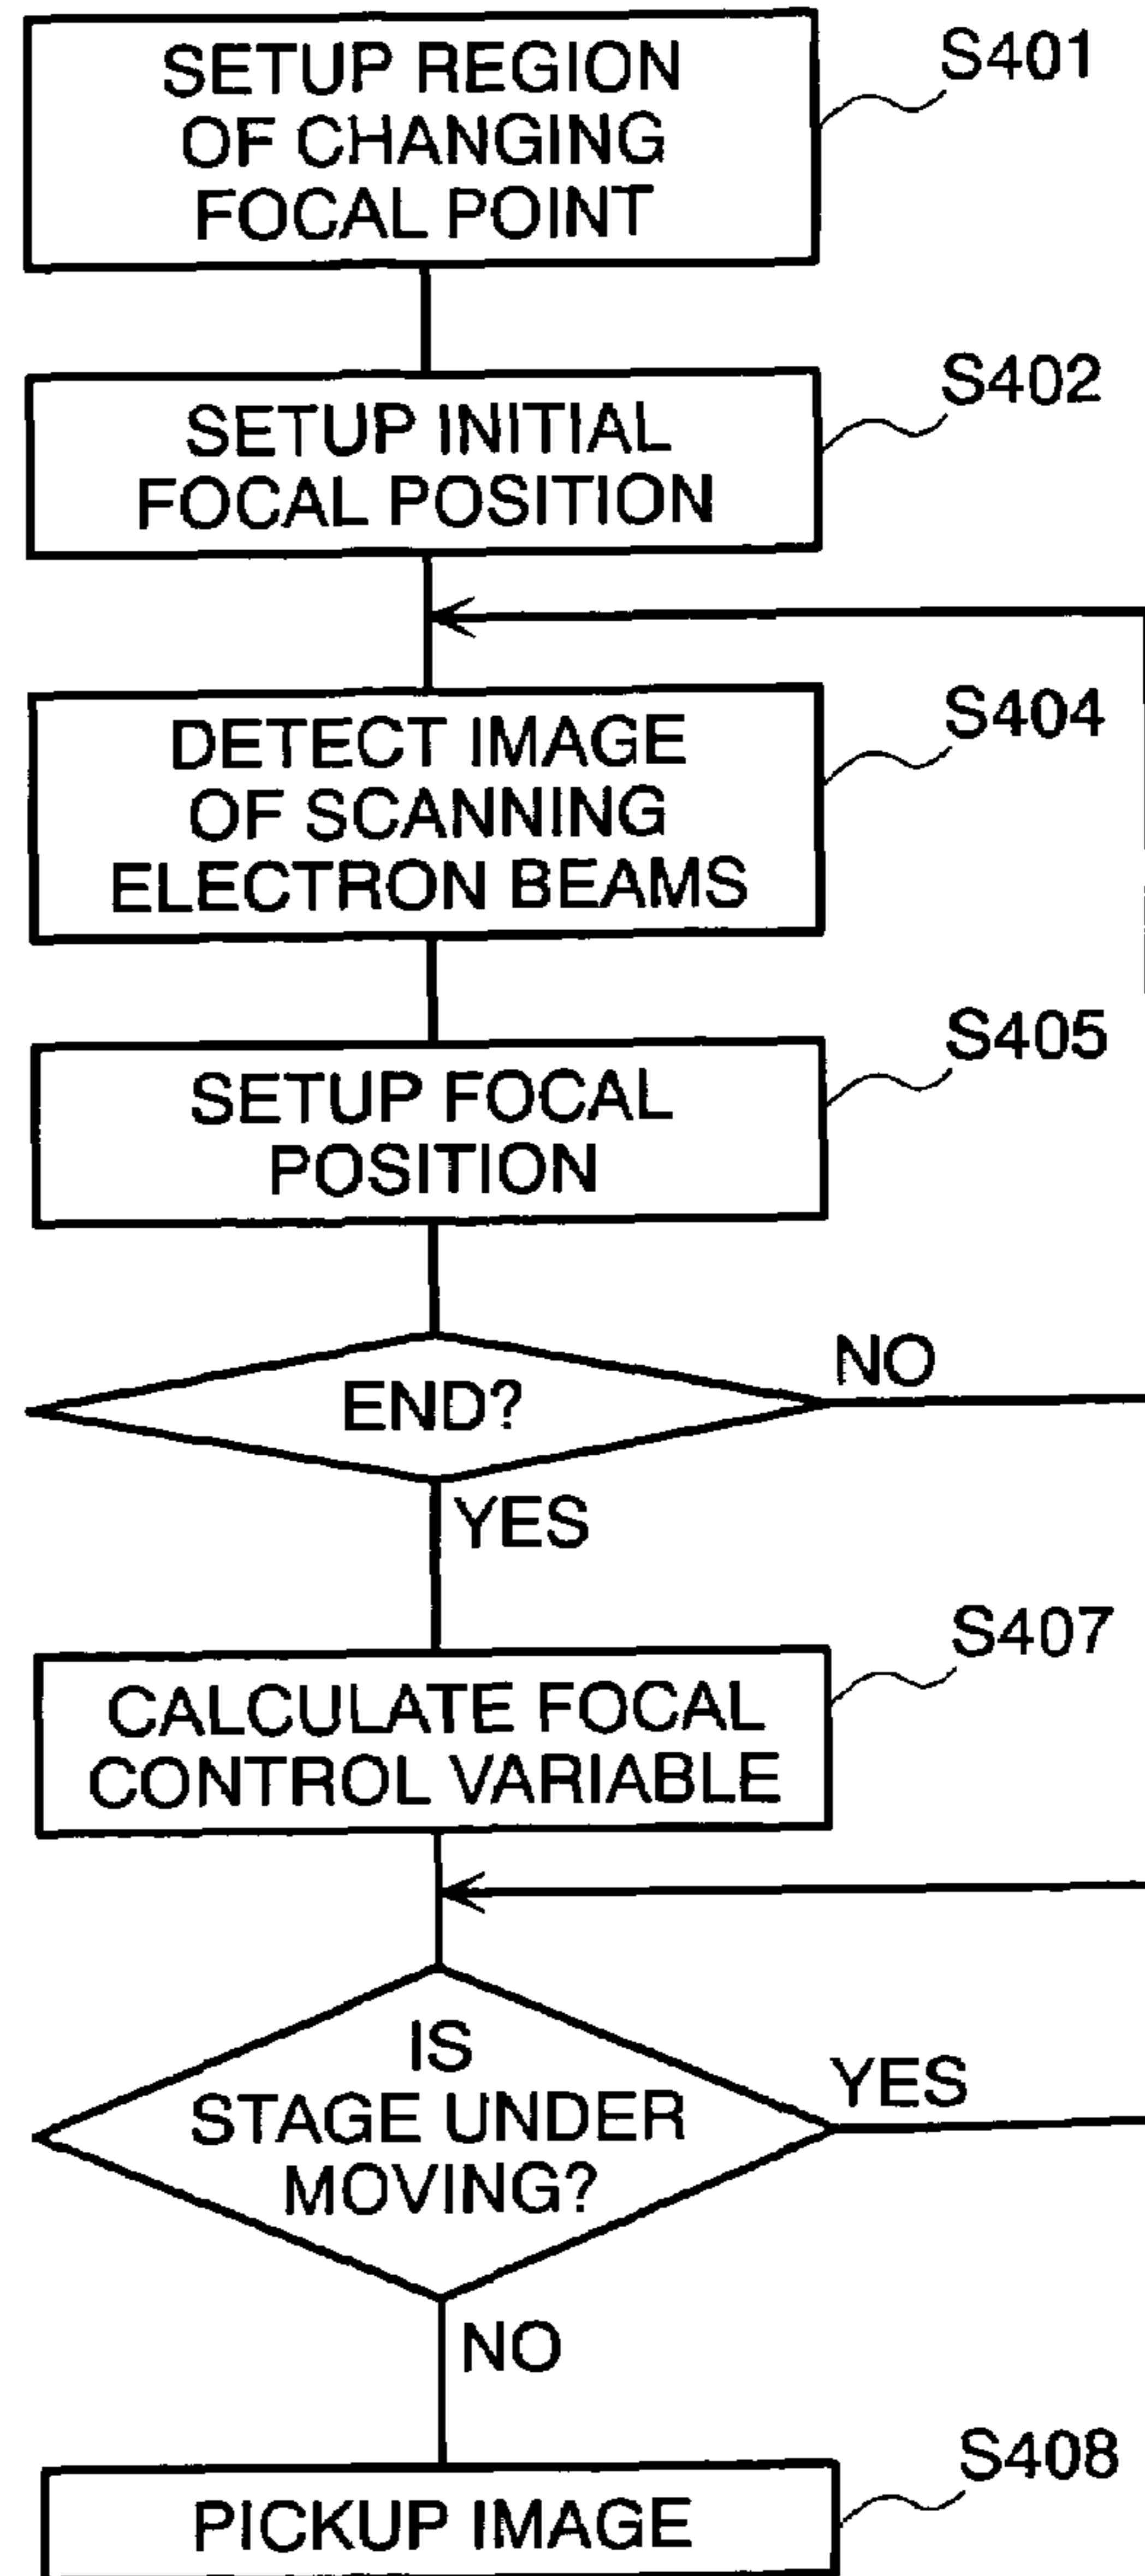 SETUP REGION
OF CHANGING
FOCAL POINT
S401
SETUP INITIAL
FOCAL POSITION
S402
DETECT IMAGE
OF SCANNING
ELECTRON BEAMS
S404
SETUP FOCAL
POSITION
S405
END?
NO
YES
CALCULATE FOCAL
CONTROL VARIABLE
S407
IS
STAGE UNDER
MOVING?
YES
NO
PICKUP IMAGE
S408